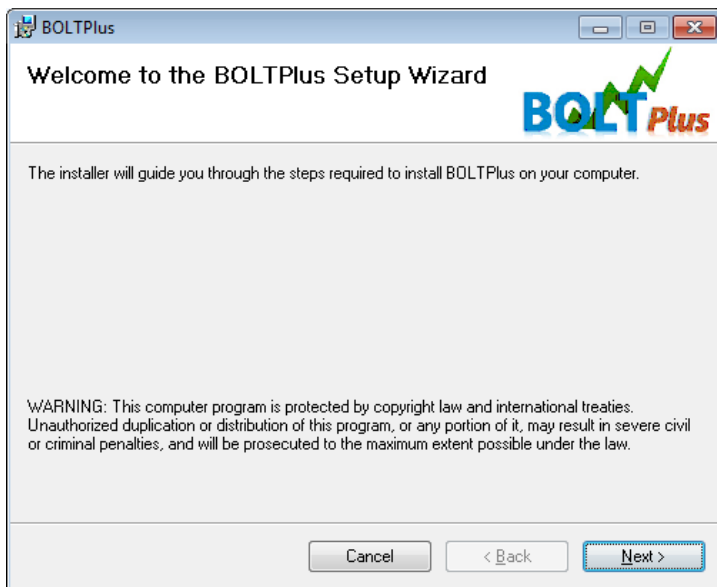 BOLTPlus
Welcome to the BOLTPlus Setup Wizard
BOLT Plus
The installer will guide you through the steps required to install BOLTPlus on your computer.
WARNING: This computer program is protected by copyright law and international treaties.
Unauthorized duplication or distribution of this program, or any portion of it, may result in severe civil
or criminal penalties, and will be prosecuted to the maximum extent possible under the law.
Cancel
< Back
Next >